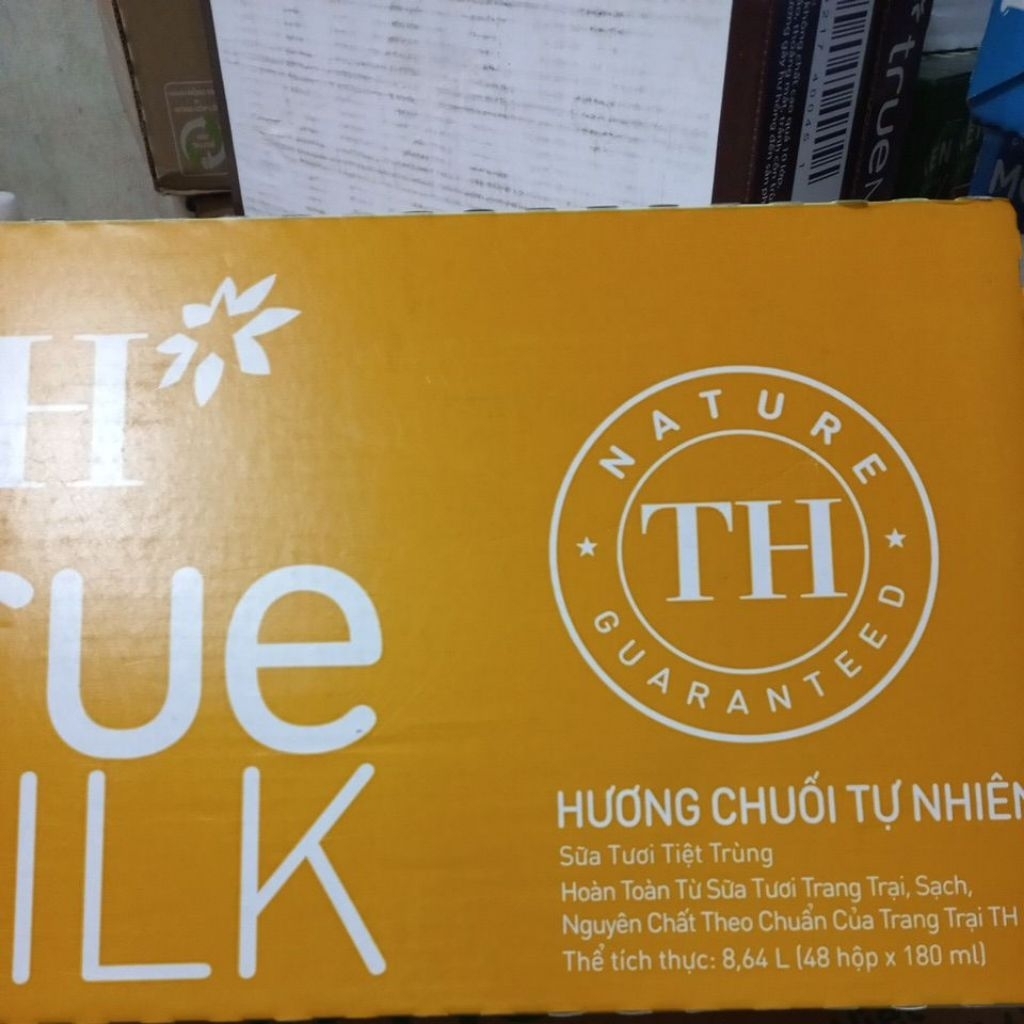 true
H
rue
ILK
NATURE
TH
GUARANTEED
HƯƠNG CHUỐI TỰ NHIÊN
Sữa Tươi Tiệt Trùng
Hoàn Toàn Từ Sữa Tươi Trang Trại, Sạch,
Nguyên Chất Theo Chuẩn Của Trang Trại TH
Thể tích thực: 8,64 L (48 hộp x 180 ml)